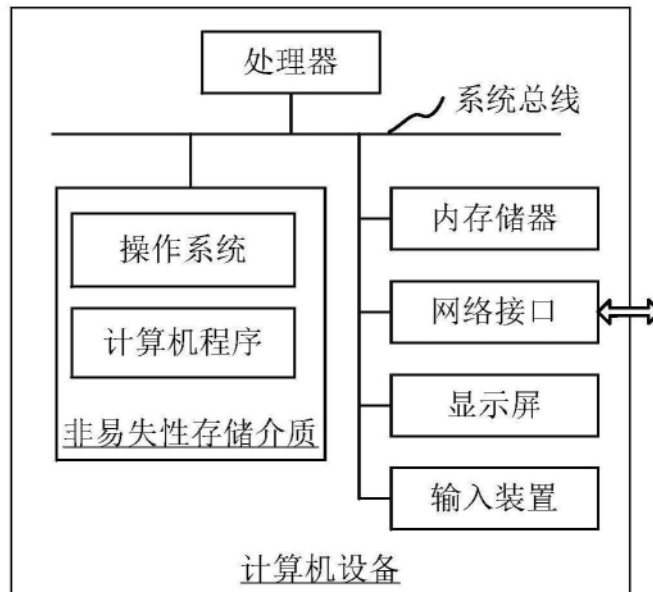 处理器
系统总线
操作系统
计算机程序
非易失性存储介质
内存储器
网络接口
显示屏
输入装置
计算机设备